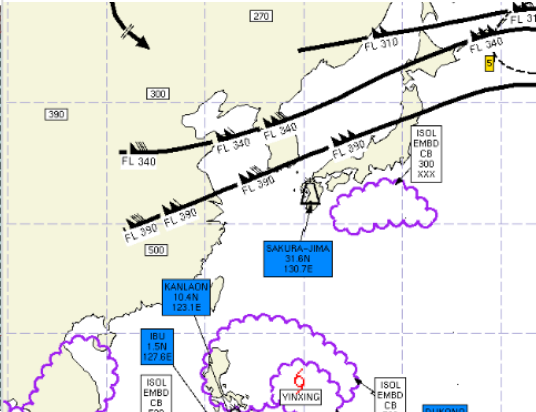 270
FL 31
FL 310
FL 340
5
300
390
FL 340
FL 340
FL 340
ISOL
EMBD
CB
300
XXX
FL 390
FL 390
FL 390
FL 390
500
SAKURA-JIMA
31.6N
130.7E
KANLAON
10.4N
123.1E
IBU
1.5N
127.6E
ISOL
EMBD
CB
YINXING
ISOL
EMBD
CB